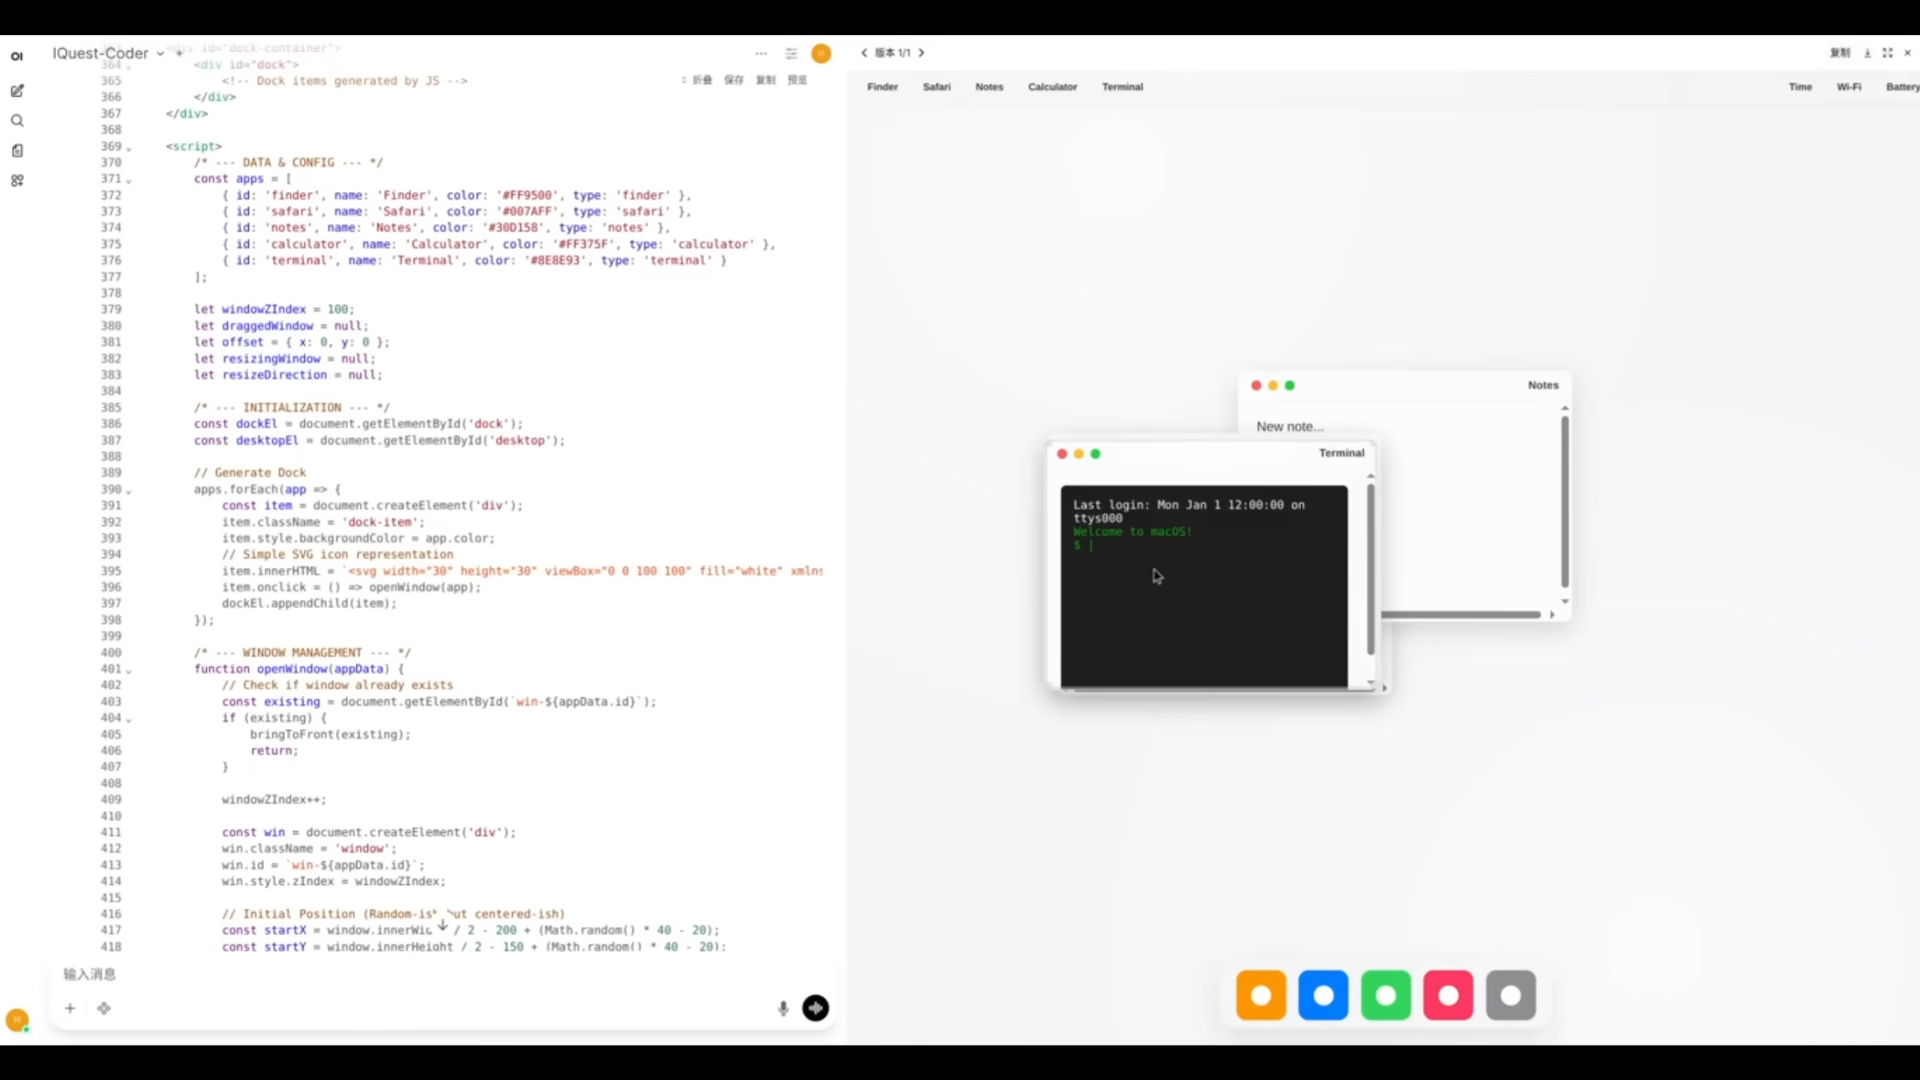 OI
IQuest-Coder
363 <div id="dock-container">
364 <div id="dock">
365 <!-- Dock items generated by JS -->
366 </div>
367 </div>
368
369 <script>
370 /* --- DATA & CONFIG --- */
371 const apps = [
372 { id: 'finder', name: 'Finder', color: '#FF9500', type: 'finder' },
373 { id: 'safari', name: 'Safari', color: '#007AFF', type: 'safari' },
374 { id: 'notes', name: 'Notes', color: '#30D158', type: 'notes' },
375 { id: 'calculator', name: 'Calculator', color: '#FF375F', type: 'calculator' },
376 { id: 'terminal', name: 'Terminal', color: '#8E8E93', type: 'terminal' }
377 ];
378
379 let windowZIndex = 100;
380 let draggedWindow = null;
381 let offset = { x: 0, y: 0 };
382 let resizingWindow = null;
383 let resizeDirection = null;
384
385 /* --- INITIALIZATION --- */
386 const dockEl = document.getElementById('dock');
387 const desktopEl = document.getElementById('desktop');
388
389 // Generate Dock
390 apps.forEach(app => {
391 const item = document.createElement('div');
392 item.className = 'dock-item';
393 item.style.backgroundColor = app.color;
394 // Simple SVG icon representation
395 item.innerHTML = `<svg width="30" height="30" viewBox="0 0 100 100" fill="white" xmlns
396 item.onclick = () => openWindow(app);
397 dockEl.appendChild(item);
398 });
399
400 /* --- WINDOW MANAGEMENT --- */
401 function openWindow(appData) {
402 // Check if window already exists
403 const existing = document.getElementById(`win-${appData.id}`);
404 if (existing) {
405 bringToFront(existing);
406 return;
407 }
408
409 windowZIndex++;
410
411 const win = document.createElement('div');
412 win.className = 'window';
413 win.id = `win-${appData.id}`;
414 win.style.zIndex = windowZIndex;
415
416 // Initial Position (Random-ish but centered-ish)
417 const startX = window.innerWid / 2 - 200 + (Math.random() * 40 - 20);
418 const startY = window.innerHeight / 2 - 150 + (Math.random() * 40 - 20);
折叠 保存 复制 预览
输入消息
版本 1/1
复制
Finder Safari Notes Calculator Terminal
Time Wi-Fi Battery
Notes
New note...
Terminal
Last login: Mon Jan 1 12:00:00 on
ttys000
Welcome to macOS!
$ |